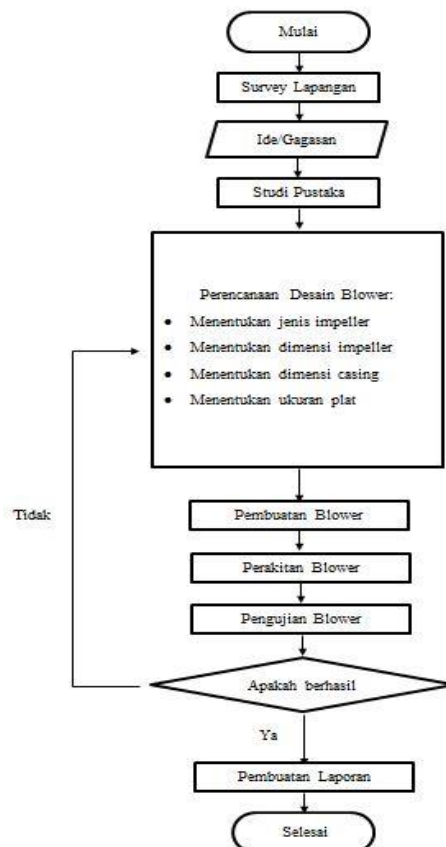 Mulai
Survey Lapangan
Ide/Gagasan
Studi Pustaka
Perencanaan Desain Blower:
• Menentukan jenis impeller
• Menentukan dimensi impeller
• Menentukan dimensi casing
• Menentukan ukuran plat
Tidak
Pembuatan Blower
Perakitan Blower
Pengujian Blower
Apakah berhasil
Ya
Pembuatan Laporan
Selesai